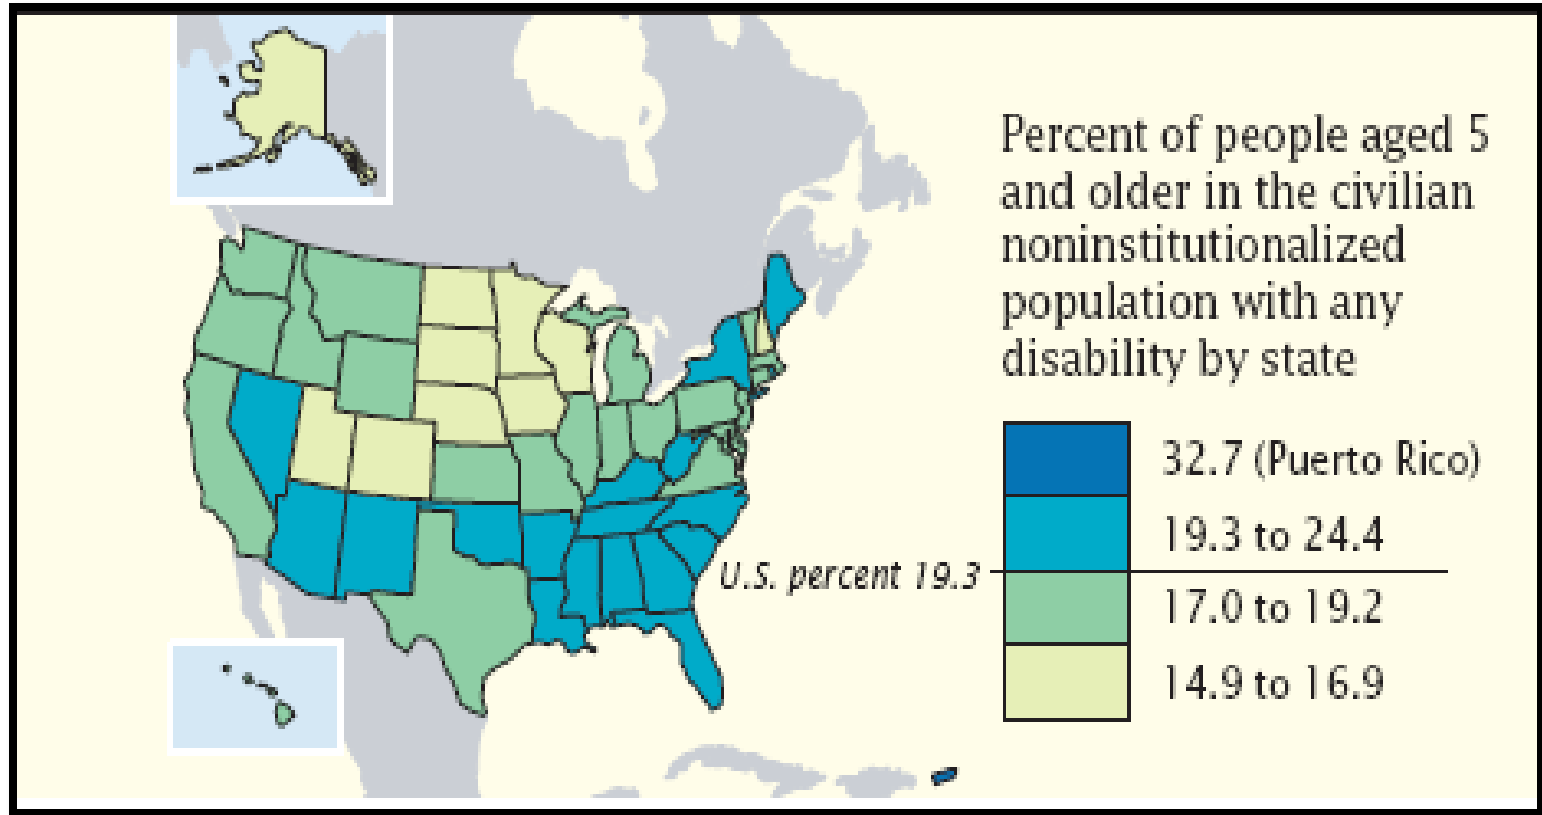 Percent of people aged 5
and older in the civilian
noninstitutionalized
population with any
disability by state
32.7 (Puerto Rico)
19.3 to 24.4
U.S. percent 19.3
17.0 to 19.2
14.9 to 16.9